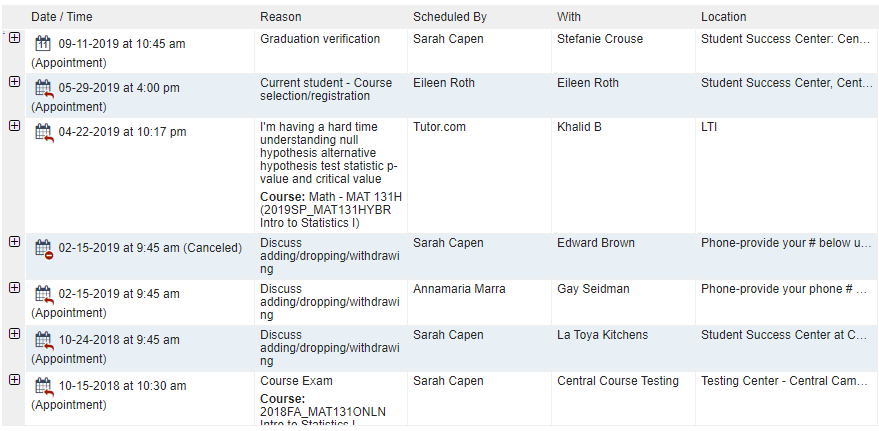 Date / Time Reason Scheduled By With Location
11 09-11-2019 at 10:45 am Graduation verification Sarah Capen Stefanie Crouse Student Success Center: Cen...
(Appointment)
05-29-2019 at 4:00 pm Current student - Course Eileen Roth Eileen Roth Student Success Center, Cent...
selection/registration
(Appointment)
04-22-2019 at 10:17 pm I'm having a hard time Tutor.com Khalid B LTI
understanding null
hypothesis alternative
hypothesis test statistic p-
value and critical value
Course: Math - MAT 131H
(2019SP_MAT131HYBR
Intro to Statistics I)
02-15-2019 at 9:45 am (Canceled) Discuss Sarah Capen Edward Brown Phone-provide your # below u...
adding/dropping/withdrawi
ng
02-15-2019 at 9:45 am Discuss Annamaria Marra Gay Seidman Phone-provide your phone # ...
(Appointment) adding/dropping/withdrawi
ng
10-24-2018 at 9:45 am Discuss Sarah Capen La Toya Kitchens Student Success Center at C...
(Appointment) adding/dropping/withdrawi
ng
10-15-2018 at 10:30 am Course Exam Sarah Capen Central Course Testing Testing Center - Central Cam...
(Appointment) Course:
2018FA_MAT131ONLN
Intro to Statistics I